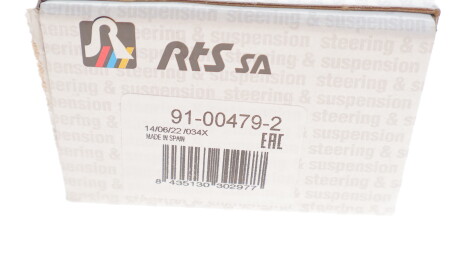 RTS SA
steering & suspension
91-00479-2
14/06/22 /034X
MADE IN SPAIN
EAC
8 435130 302977